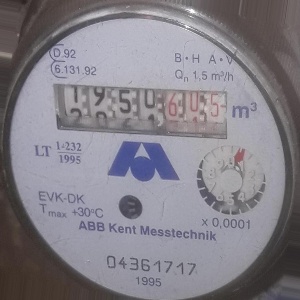 D.92
6.131.92
B · H A · V
Qn 1,5 m³/h
1950605 m³
LT 1-232
1995
EVK-DK
Tmax +30°C
x 0,0001
ABB Kent Messtechnik
04361717
1995